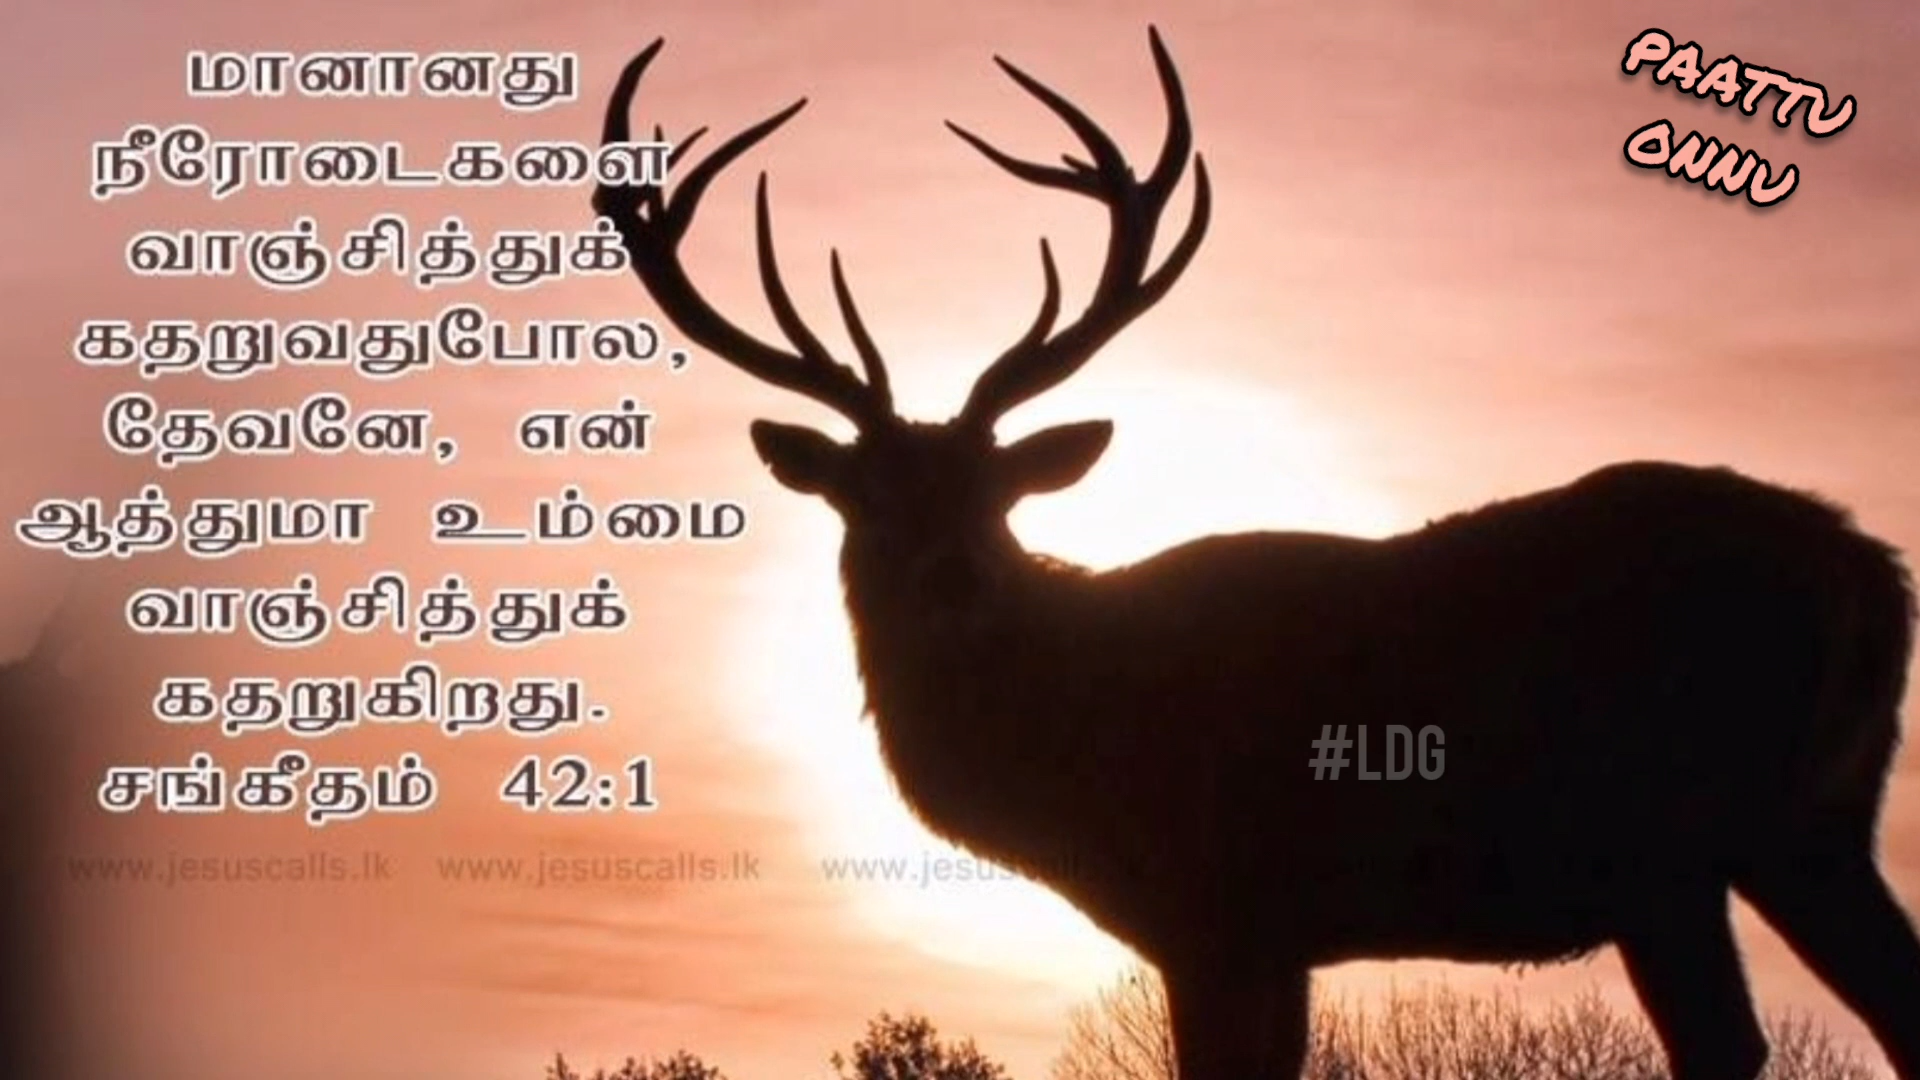 மானானது
நீரோடைகளை
வாஞ்சித்துக்
கதறுவதுபோல,
தேவனே, என்
ஆத்துமா உம்மை
வாஞ்சித்துக்
கதறுகிறது.
சங்கீதம் 42:1
PAATTU
ONNU
#LDG
www.jesuscalls.lk www.jesuscalls.lk